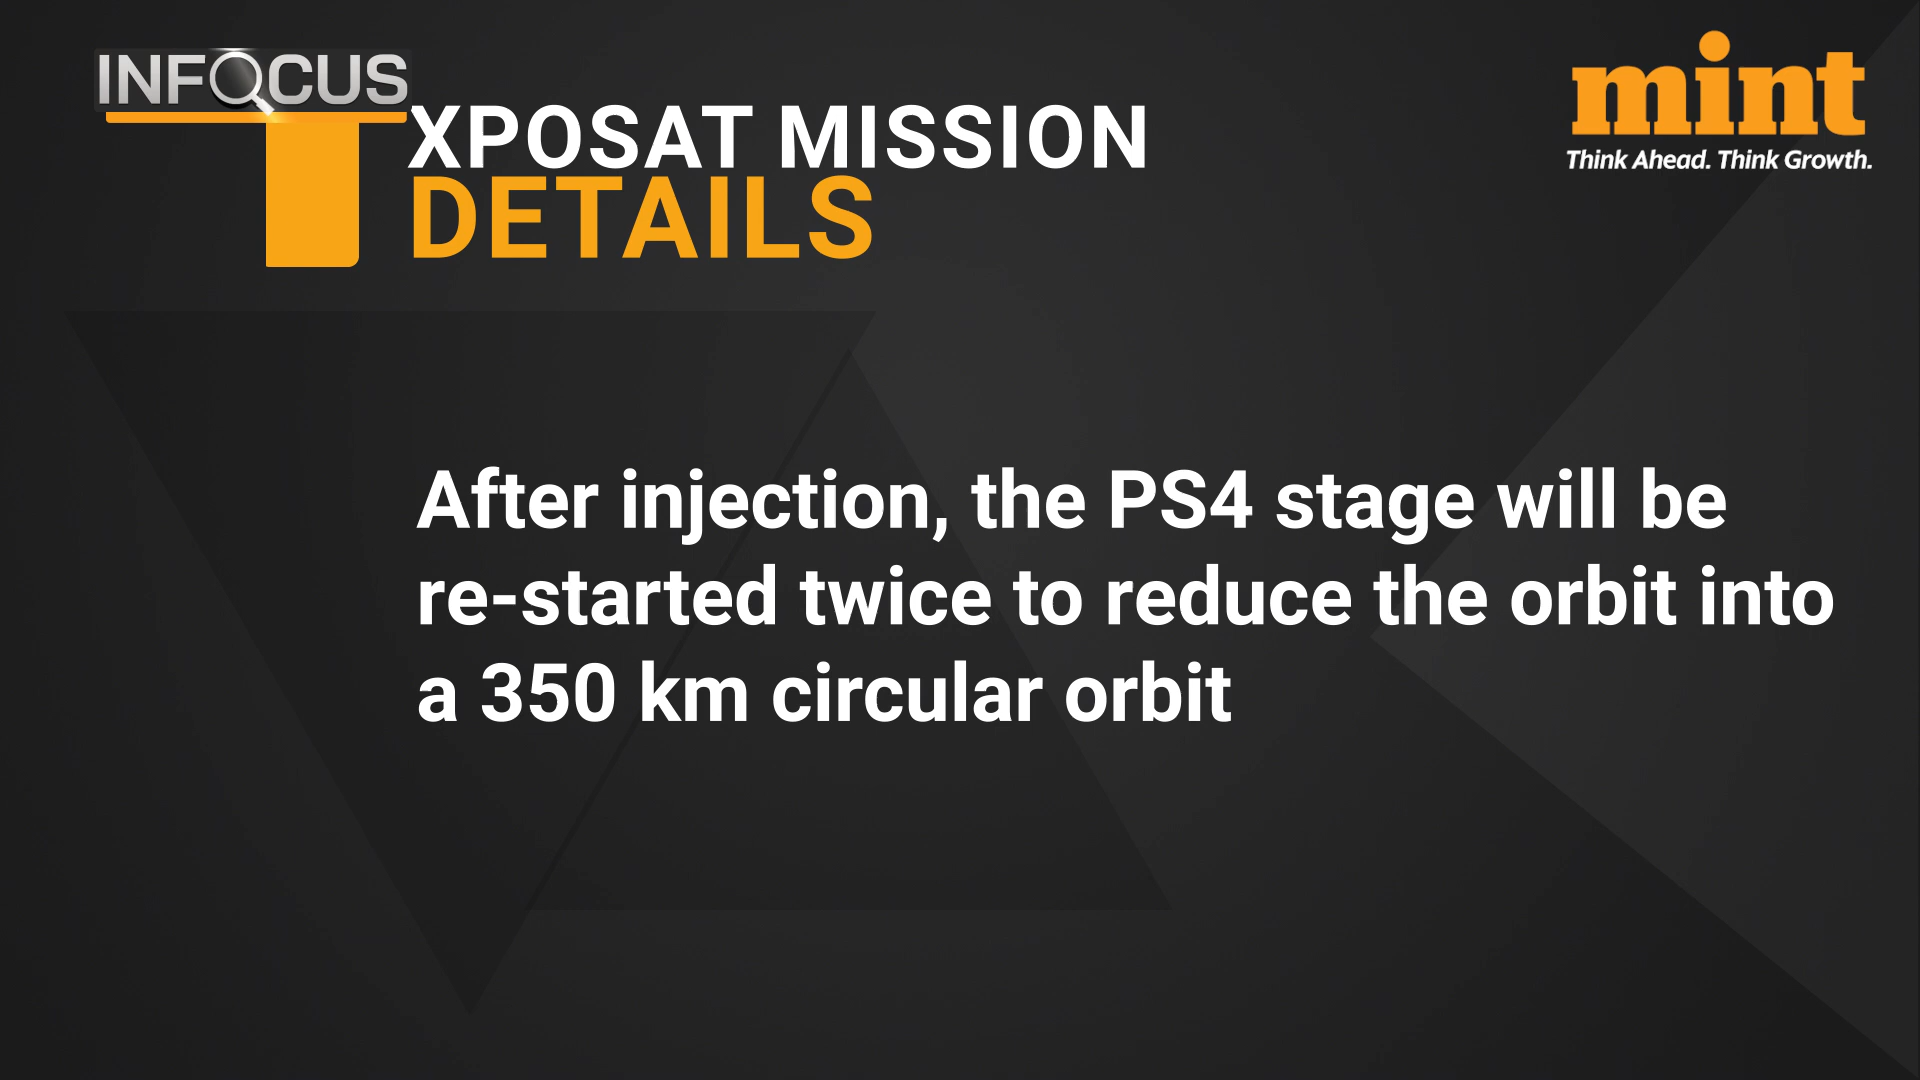 INFOCUS
mint
Think Ahead. Think Growth.
XPOSAT MISSION
DETAILS
After injection, the PS4 stage will be
re-started twice to reduce the orbit into
a 350 km circular orbit